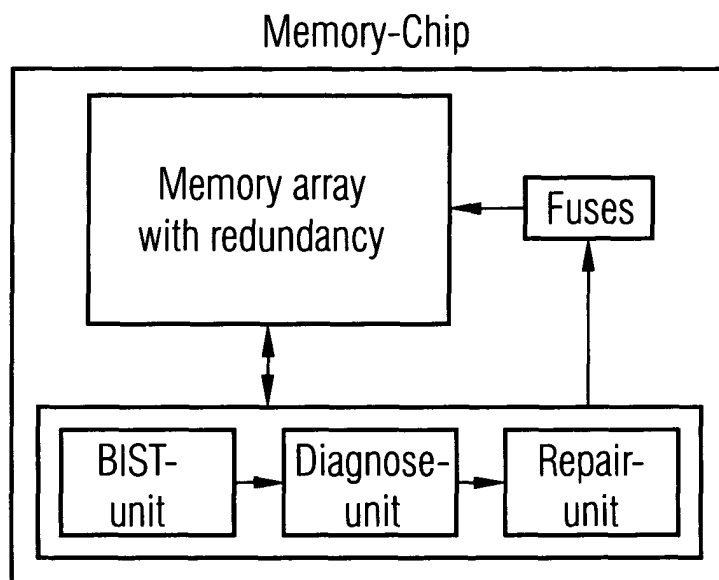 Memory-Chip
Memory array
with redundancy
Fuses
BIST-
unit
Diagnose-
unit
Repair-
unit